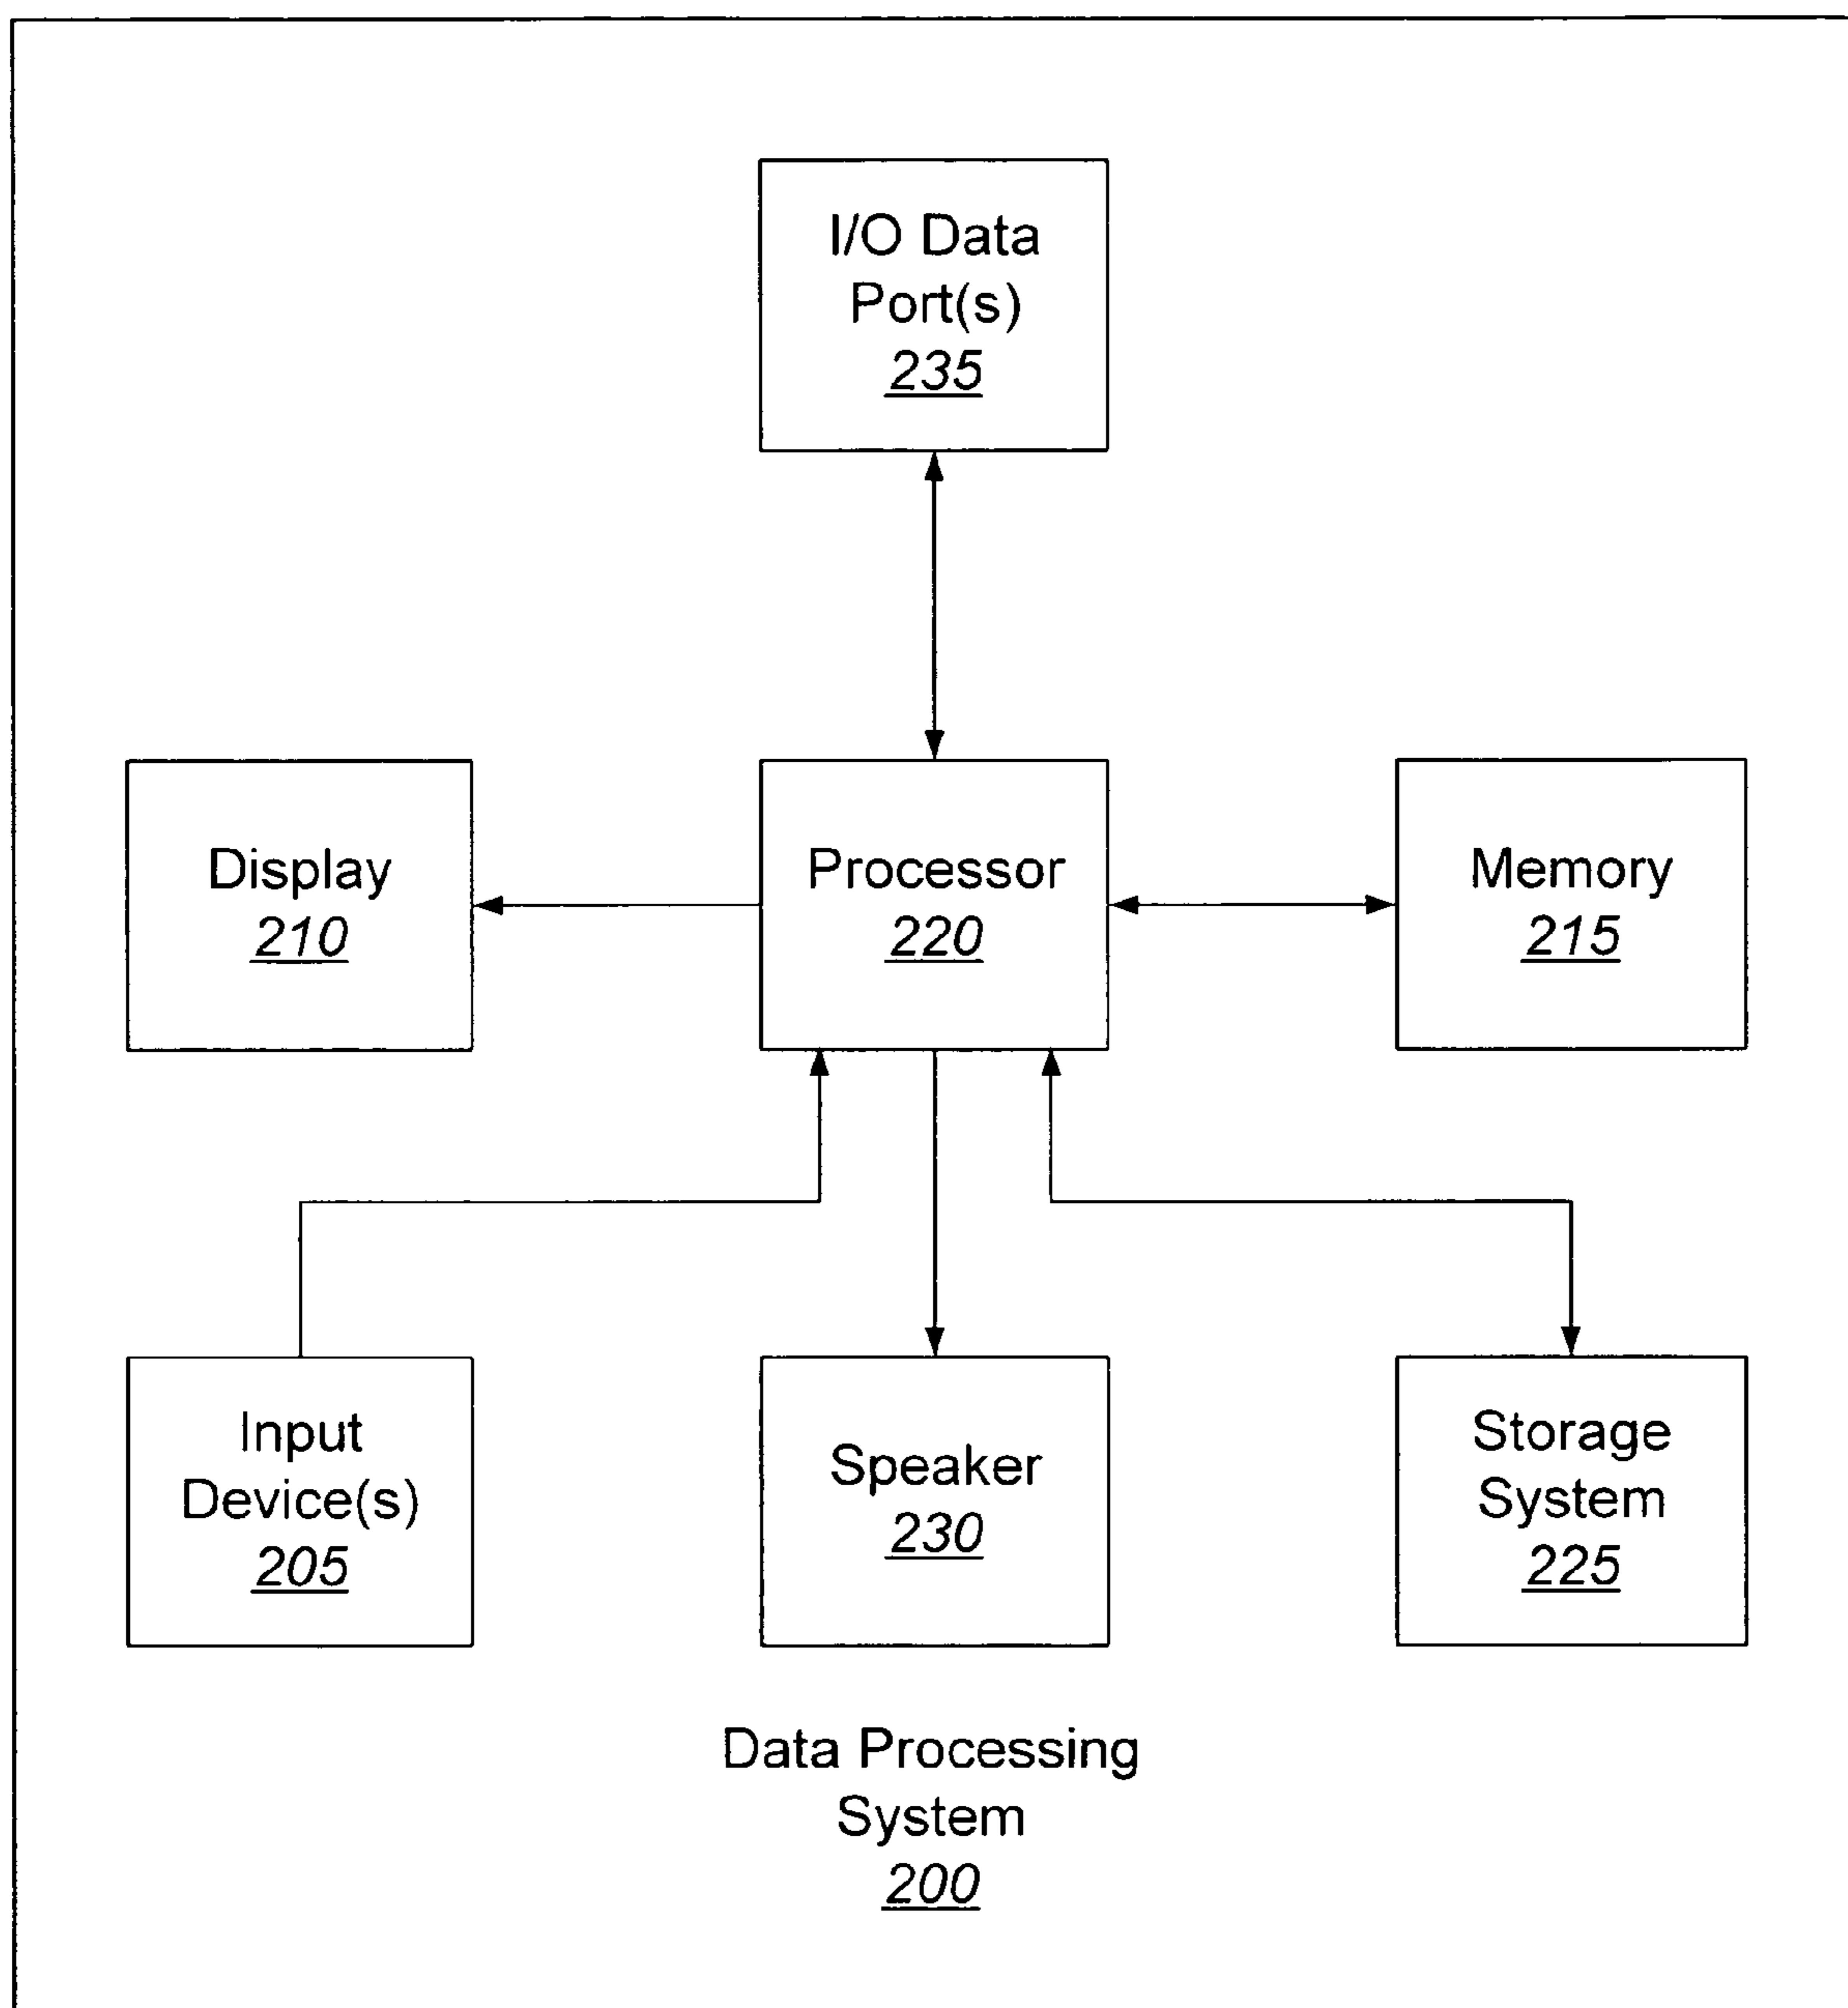 I/O Data
Port(s)
235
Display
210
Processor
220
Memory
215
Input
Device(s)
205
Speaker
230
Storage
System
225
Data Processing
System
200